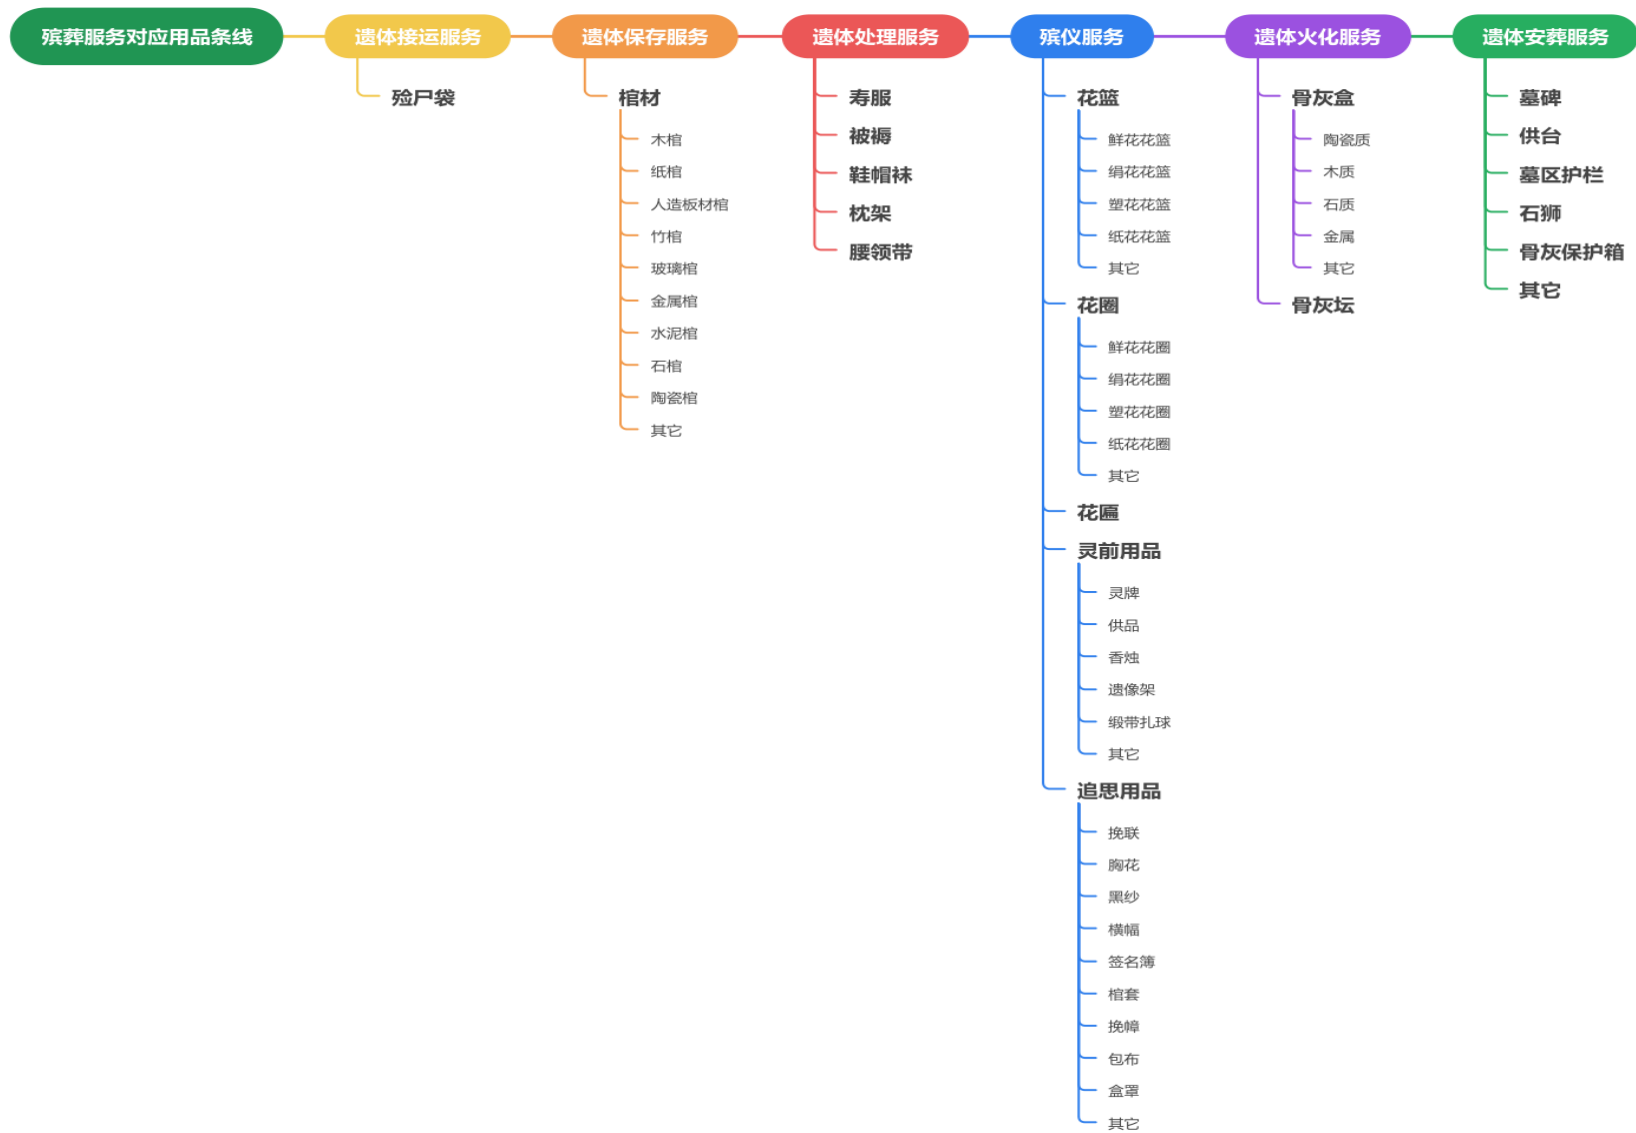 殡葬服务对应用品条线
遗体接运服务
殓尸袋
遗体保存服务
棺材
木棺
纸棺
人造板材棺
竹棺
玻璃棺
金属棺
水泥棺
石棺
陶瓷棺
其它
遗体处理服务
寿服
被褥
鞋帽袜
枕架
腰领带
殡仪服务
花篮
鲜花花篮
绢花花篮
塑花花篮
纸花花篮
其它
花圈
鲜花花圈
绢花花圈
塑花花圈
纸花花圈
其它
花匾
灵前用品
灵牌
供品
香烛
遗像架
缎带扎球
其它
追思用品
挽联
胸花
黑纱
横幅
签名簿
棺套
挽幛
包布
盒罩
其它
遗体火化服务
骨灰盒
陶瓷质
木质
石质
金属
其它
骨灰坛
遗体安葬服务
墓碑
供台
墓区护栏
石狮
骨灰保护箱
其它